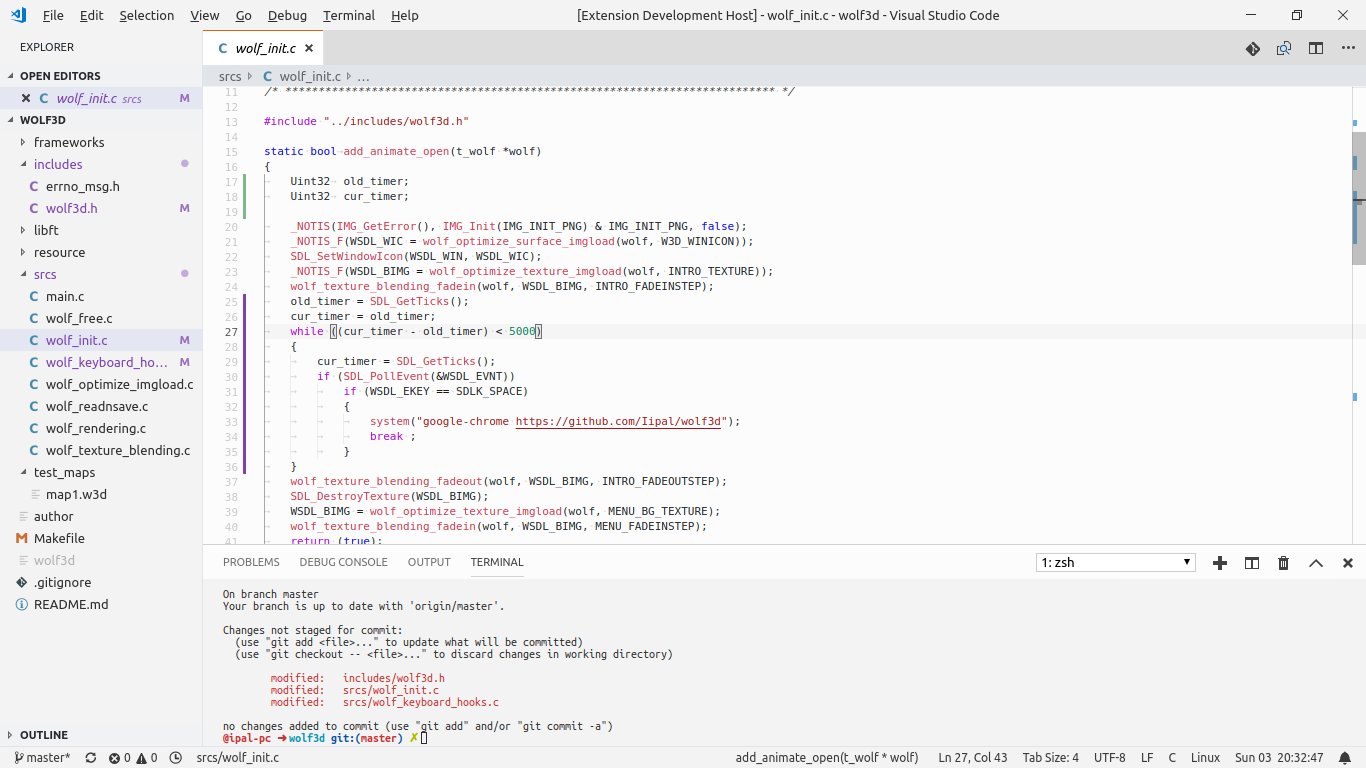 File Edit Selection View Go Debug Terminal Help [Extension Development Host] - wolf_init.c - wolf3d - Visual Studio Code
EXPLORER
OPEN EDITORS
wolf_init.c srcs M
WOLF3D
frameworks
includes
C errno_msg.h
C wolf3d.h M
libft
resource
srcs
C main.c
C wolf_free.c
C wolf_init.c M
C wolf_keyboard_ho... M
C wolf_optimize_imgload.c
C wolf_readnsave.c
C wolf_rendering.c
C wolf_texture_blending.c
test_maps
map1.w3d
author
M Makefile
wolf3d
.gitignore
README.md
OUTLINE
C wolf_init.c
srcs C wolf_init.c ...
11 /* ************************************************************************** */
12
13 #include "../includes/wolf3d.h"
14
15 static bool add_animate_open(t_wolf *wolf)
16 {
17 Uint32 old_timer;
18 Uint32 cur_timer;
19
20 _NOTIS(IMG_GetError(), IMG_Init(IMG_INIT_PNG) & IMG_INIT_PNG, false);
21 _NOTIS_F(WSDL_WIC = wolf_optimize_surface_imgload(wolf, W3D_WINICON));
22 SDL_SetWindowIcon(WSDL_WIN, WSDL_WIC);
23 _NOTIS_F(WSDL_BIMG = wolf_optimize_texture_imgload(wolf, INTRO_TEXTURE));
24 wolf_texture_blending_fadein(wolf, WSDL_BIMG, INTRO_FADEINSTEP);
25 old_timer = SDL_GetTicks();
26 cur_timer = old_timer;
27 while ((cur_timer - old_timer) < 5000)
28 {
29 cur_timer = SDL_GetTicks();
30 if (SDL_PollEvent(&WSDL_EVNT))
31 if (WSDL_EKEY == SDLK_SPACE)
32 {
33 system("google-chrome https://github.com/Iipal/wolf3d");
34 break ;
35 }
36 }
37 wolf_texture_blending_fadeout(wolf, WSDL_BIMG, INTRO_FADEOUTSTEP);
38 SDL_DestroyTexture(WSDL_BIMG);
39 WSDL_BIMG = wolf_optimize_texture_imgload(wolf, MENU_BG_TEXTURE);
40 wolf_texture_blending_fadein(wolf, WSDL_BIMG, MENU_FADEINSTEP);
41 return (true);
PROBLEMS DEBUG CONSOLE OUTPUT TERMINAL 1: zsh
On branch master
Your branch is up to date with 'origin/master'.
Changes not staged for commit:
(use "git add <file>..." to update what will be committed)
(use "git checkout -- <file>..." to discard changes in working directory)
modified: includes/wolf3d.h
modified: srcs/wolf_init.c
modified: srcs/wolf_keyboard_hooks.c
no changes added to commit (use "git add" and/or "git commit -a")
@ipal-pc ➜ wolf3d git:(master) ✗
master* 0 0 srcs/wolf_init.c add_animate_open(t_wolf * wolf) Ln 27, Col 43 Tab Size: 4 UTF-8 LF C Linux Sun 03 20:32:47